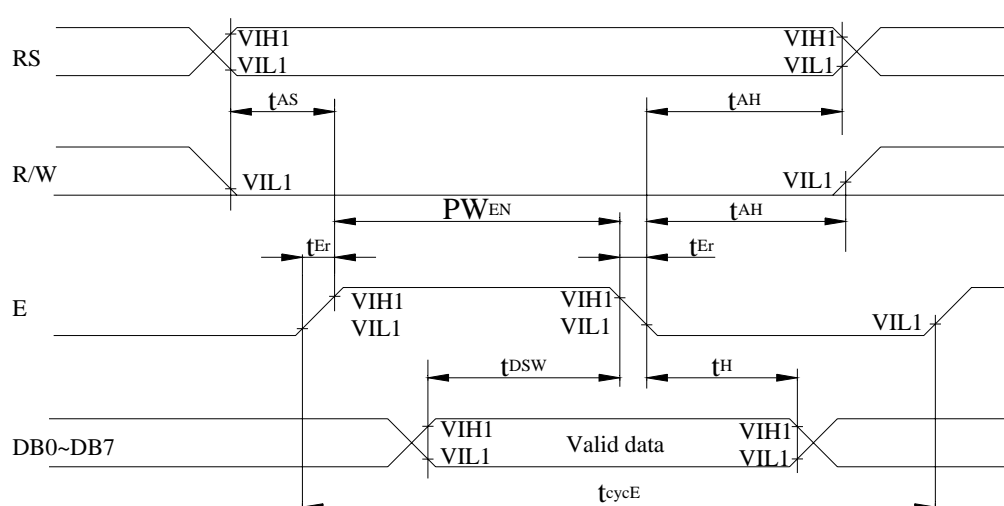 VIH1 VIH1
RS
VIL1 VIL1
tAS tAH
R/W VIL1 VIL1
PWEN tAH
tEr tEr
E VIH1 VIH1
VIL1 VIL1 VIL1
tDSW tH
VIH1 VIH1
DB0~DB7 Valid data
VIL1 VIL1
tcycE